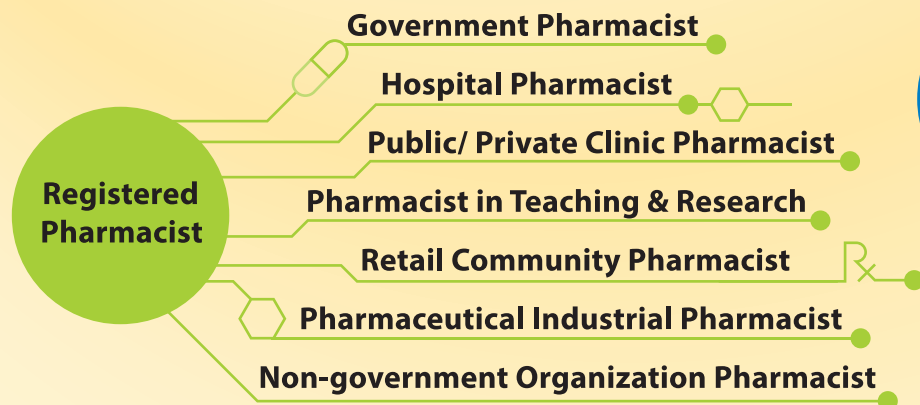 Government Pharmacist
Hospital Pharmacist
Public/ Private Clinic Pharmacist
Registered
Pharmacist
Pharmacist in Teaching & Research
Retail Community Pharmacist
Rx
Pharmaceutical Industrial Pharmacist
Non-government Organization Pharmacist